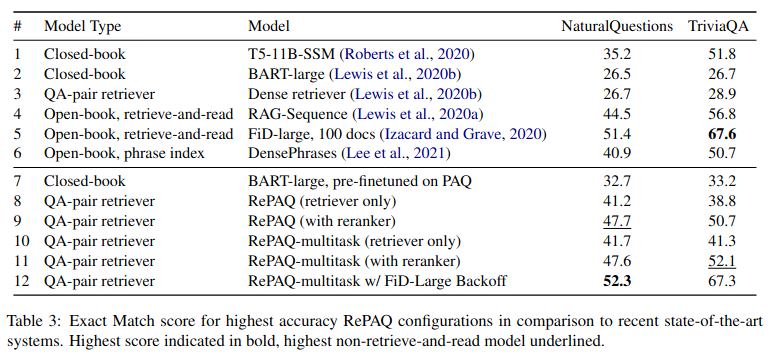 # Model Type Model NaturalQuestions TriviaQA
1 Closed-book T5-11B-SSM (Roberts et al., 2020) 35.2 51.8
2 Closed-book BART-large (Lewis et al., 2020b) 26.5 26.7
3 QA-pair retriever Dense retriever (Lewis et al., 2020b) 26.7 28.9
4 Open-book, retrieve-and-read RAG-Sequence (Lewis et al., 2020a) 44.5 56.8
5 Open-book, retrieve-and-read FiD-large, 100 docs (Izacard and Grave, 2020) 51.4 67.6
6 Open-book, phrase index DensePhrases (Lee et al., 2021) 40.9 50.7
7 Closed-book BART-large, pre-finetuned on PAQ 32.7 33.2
8 QA-pair retriever RePAQ (retriever only) 41.2 38.8
9 QA-pair retriever RePAQ (with reranker) 47.7 50.7
10 QA-pair retriever RePAQ-multitask (retriever only) 41.7 41.3
11 QA-pair retriever RePAQ-multitask (with reranker) 47.6 52.1
12 QA-pair retriever RePAQ-multitask w/ FiD-Large Backoff 52.3 67.3
Table 3: Exact Match score for highest accuracy RePAQ configurations in comparison to recent state-of-the-art
systems. Highest score indicated in bold, highest non-retrieve-and-read model underlined.